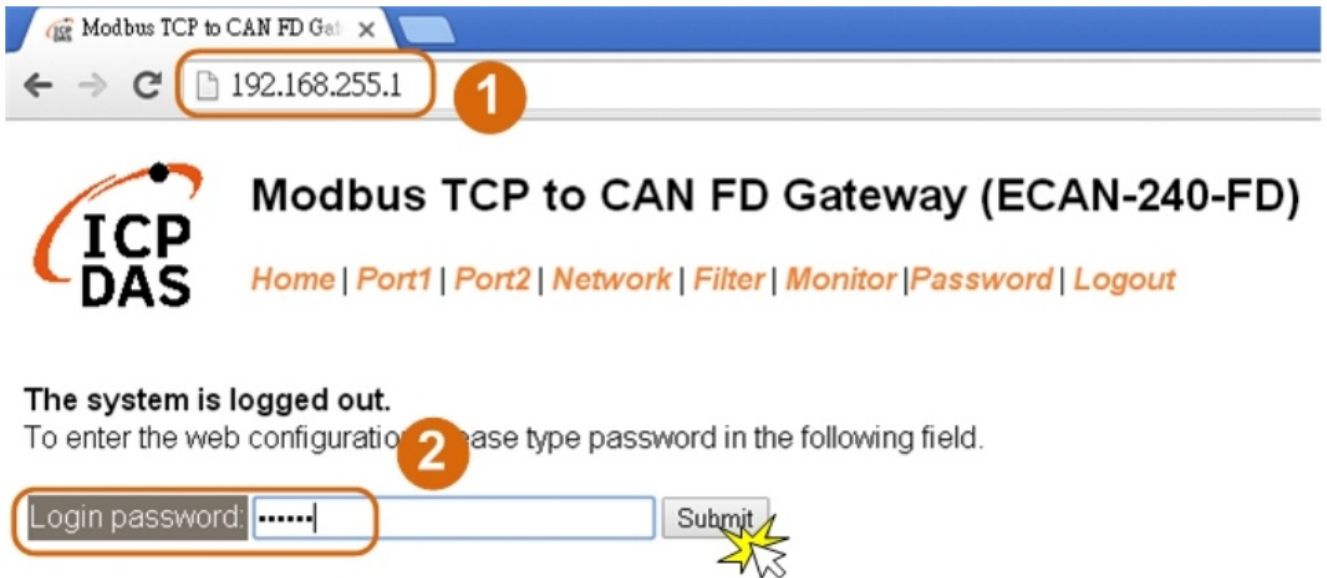 Modbus TCP to CAN FD Gat
192.168.255.1
1
ICP
DAS
Modbus TCP to CAN FD Gateway (ECAN-240-FD)
Home | Port1 | Port2 | Network | Filter | Monitor |Password | Logout
The system is logged out.
To enter the web configuration ease type password in the following field.
2
Login password: ••••••
Submit